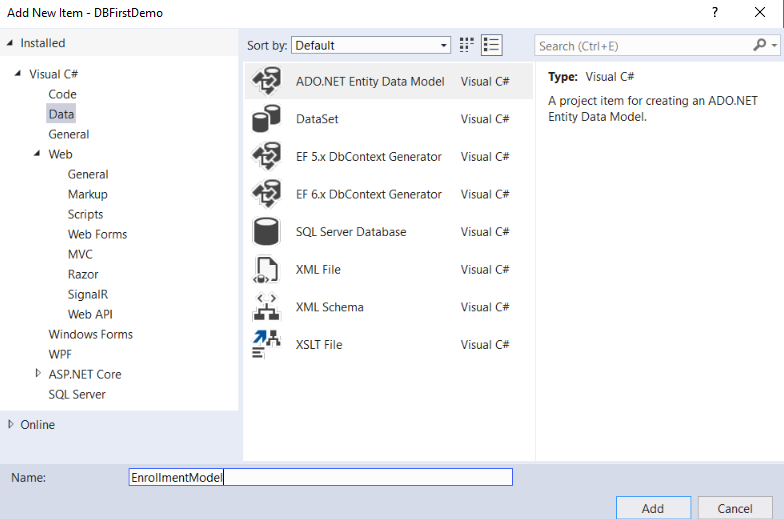 Add New Item - DBFirstDemo
?
Installed
Sort by: Default
Search (Ctrl+E)
Visual C#
Code
Data
General
Web
General
Markup
Scripts
Web Forms
MVC
Razor
SignalR
Web API
Windows Forms
WPF
ASP.NET Core
SQL Server
Online
ADO.NET Entity Data Model Visual C#
DataSet Visual C#
EF 5.x DbContext Generator Visual C#
EF 6.x DbContext Generator Visual C#
SQL Server Database Visual C#
XML File Visual C#
XML Schema Visual C#
XSLT File Visual C#
Type: Visual C#
A project item for creating an ADO.NET
Entity Data Model.
Name: EnrollmentModel
Add Cancel